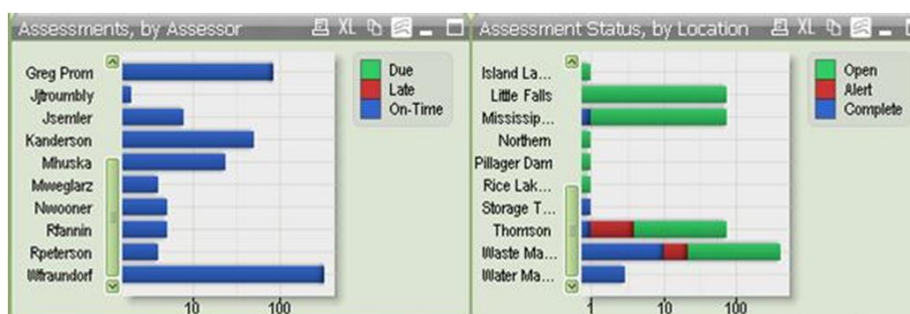 Assessments, by Assessor
XL
Greg Prom
Jjtroumbly
Jsemler
Kanderson
Mhuska
Mweglarz
Nwooner
Rfannin
Rpeterson
Wfraundorf
10 100
Due
Late
On-Time
Assessment Status, by Location
XL
Island La...
Little Falls
Mississip...
Northern
Pillager Dam
Rice Lak...
Storage T...
Thomson
Waste Ma...
Water Ma...
1 10 100
Open
Alert
Complete